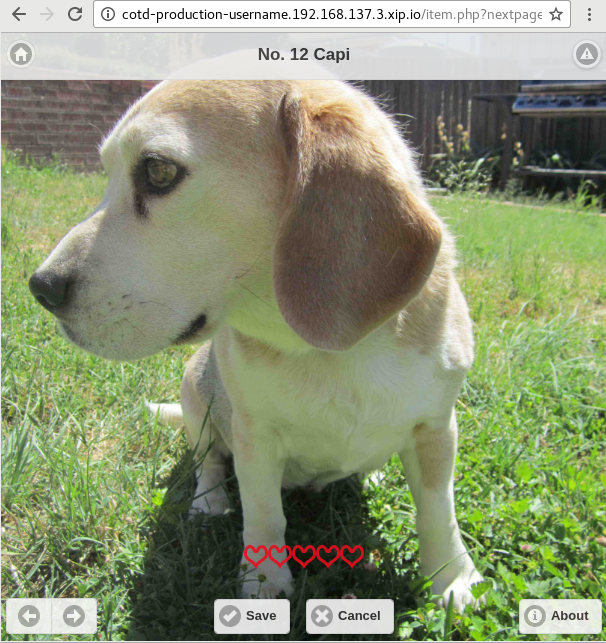 cotd-production-username.192.168.137.3.xip.io/item.php?nextpage
No. 12 Capi
Save
Cancel
About